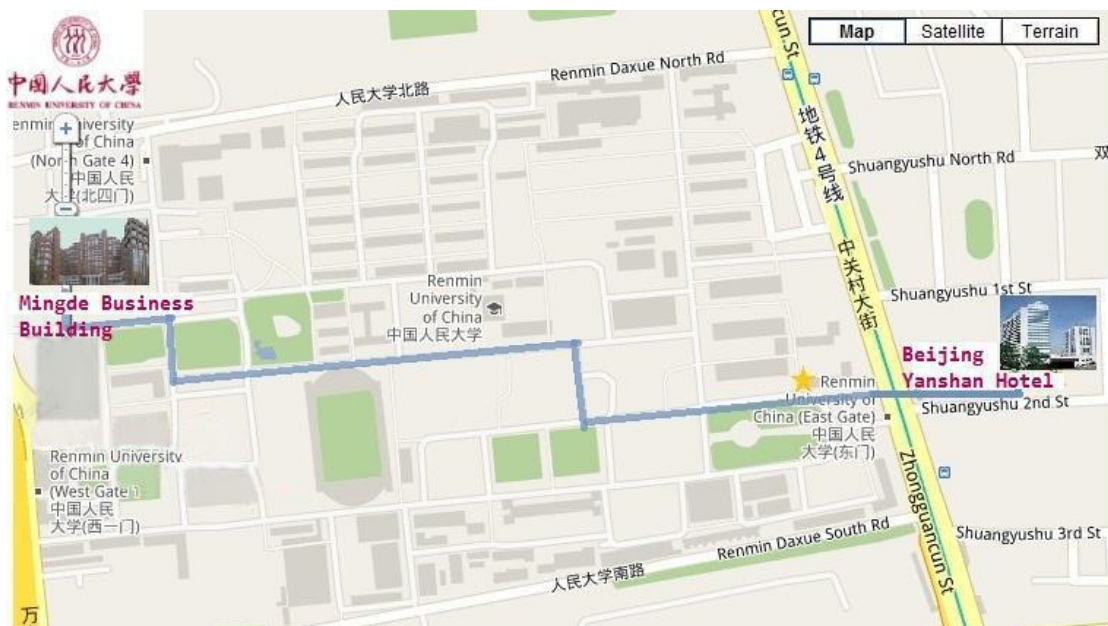 中国人民大學
RENMIN UNIVERSITY OF CHINA
Map
Satellite
Terrain
Renmin Daxue North Rd
人民大学北路
cun St
地铁4号线
Shuangyushu North Rd
双
enmin University
of China
(North Gate 4)
中国人民
大学(北四门)
+
Mingde Business
Building
Renmin
University
of China
中国人民大学
中关村大街
Shuangyushu 1st St
Beijing
Yanshan Hotel
Renmin
University of
China (East Gate)
中国人民
大学(东门)
Shuangyushu 2nd St
Renmin University
of China
(West Gate 1
中国人民
大学(西一门)
Zhongguancun St
Shuangyushu 3rd St
Renmin Daxue South Rd
人民大学南路
万